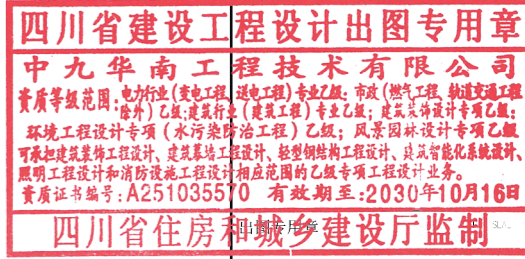 四川省建设工程设计出图专用章
中九华南工程技术有限公司
资质等级范围:电力行业(变电工程、送电工程)专业乙级;市政(燃气工程、轨道交通工程
除外)乙级;建筑行业(建筑工程)专业乙级;建筑装饰设计专项乙级;
环境工程设计专项(水污染防治工程)乙级;风景园林设计专项乙级
可承担建筑装饰工程设计、建筑幕墙工程设计、轻型钢结构工程设计、建筑智能化系统设计、
照明工程设计和消防设施工程设计相应范围的乙级专项工程设计业务。
资质证书编号:A251035570 有效期至:2030年10月16日
四川省住房和城乡建设厅监制
出图专用章